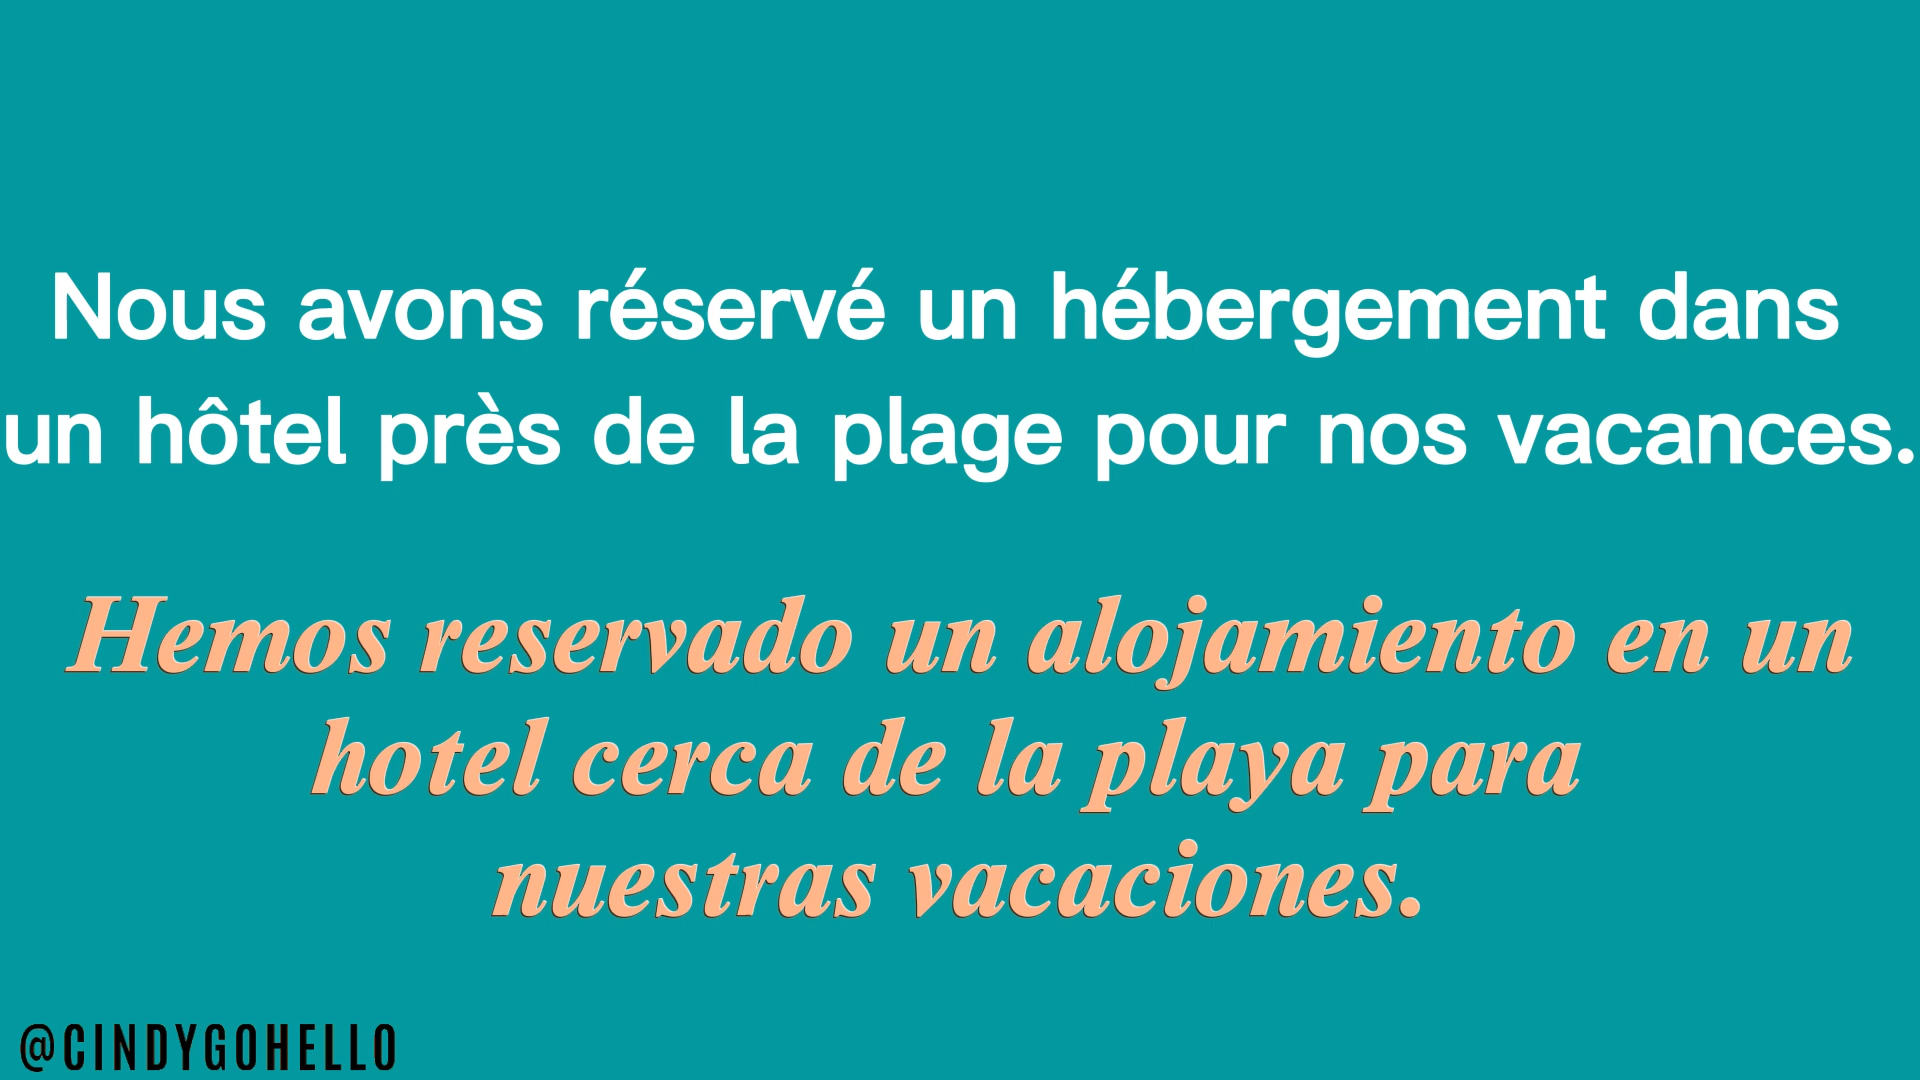 Nous avons réservé un hébergement dans
un hôtel près de la plage pour nos vacances.
Hemos reservado un alojamiento en un
hotel cerca de la playa para
nuestras vacaciones.
@CINDYGOHELLO